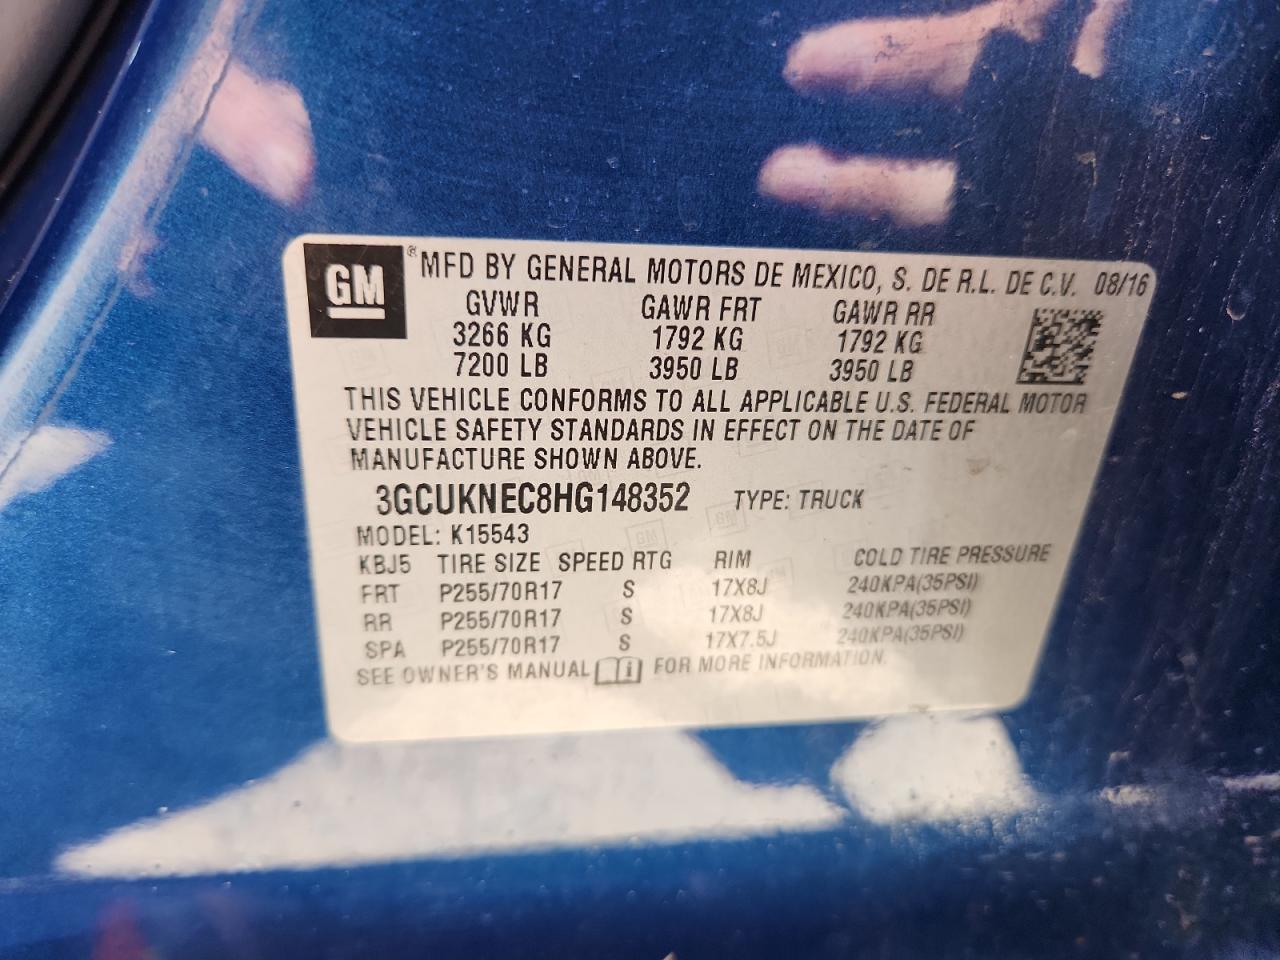 GM ® MFD BY GENERAL MOTORS DE MEXICO, S. DE R.L. DE C.V. 08/16
GVWR GAWR FRT GAWR RR
3266 KG 1792 KG 1792 KG
7200 LB 3950 LB 3950 LB
THIS VEHICLE CONFORMS TO ALL APPLICABLE U.S. FEDERAL MOTOR
VEHICLE SAFETY STANDARDS IN EFFECT ON THE DATE OF
MANUFACTURE SHOWN ABOVE.
3GCUKNEC8HG148352 TYPE: TRUCK
MODEL: K15543
KBJ5 TIRE SIZE SPEED RTG RIM COLD TIRE PRESSURE
FRT P255/70R17 S 17X8J 240KPA(35PSI)
RR P255/70R17 S 17X8J 240KPA(35PSI)
SPA P255/70R17 S 17X7.5J 240KPA(35PSI)
SEE OWNER'S MANUAL i FOR MORE INFORMATION.